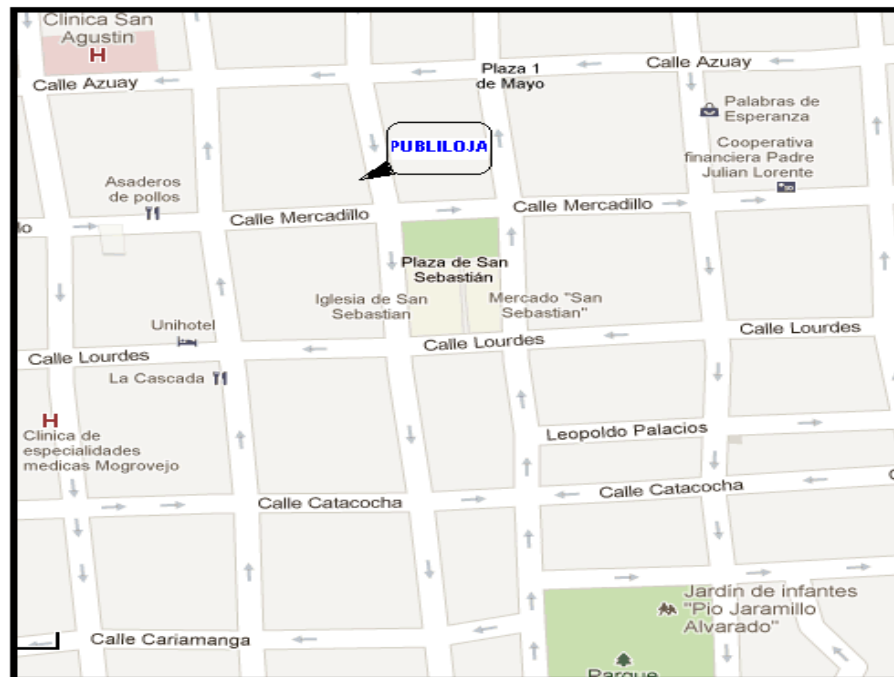 Clinica San
Agustin
H
Calle Azuay
Plaza 1
de Mayo
Calle Azuay
Palabras de
Esperanza
PUBLILOJA
Cooperativa
financiera Padre
Julian Lorente
Asaderos
de pollos
lo
Calle Mercadillo
Calle Mercadillo
Plaza de San
Sebastián
Iglesia de San
Sebastian
Mercado "San
Sebastian"
Unihotel
Calle Lourdes
Calle Lourdes
Calle Lourdes
La Cascada
H
Clinica de
especialidades
medicas Mogrovejo
Leopoldo Palacios
Calle Catacocha
Calle Catacocha
C
Jardín de infantes
"Pio Jaramillo
Alvarado"
Calle Cariamanga
Parque